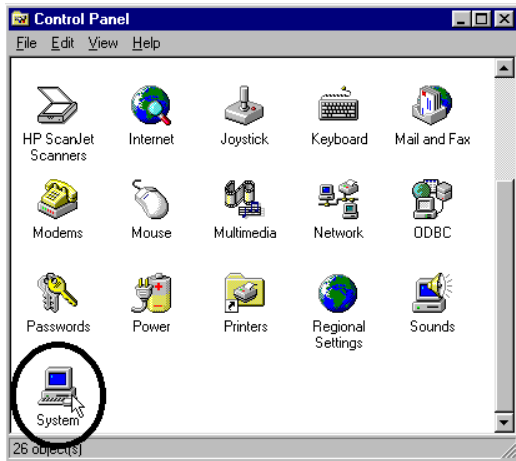 Control Panel
File Edit View Help
HP ScanJet Scanners
Internet
Joystick
Keyboard
Mail and Fax
Modems
Mouse
Multimedia
Network
ODBC
Passwords
Power
Printers
Regional Settings
Sounds
System
26 object(s)